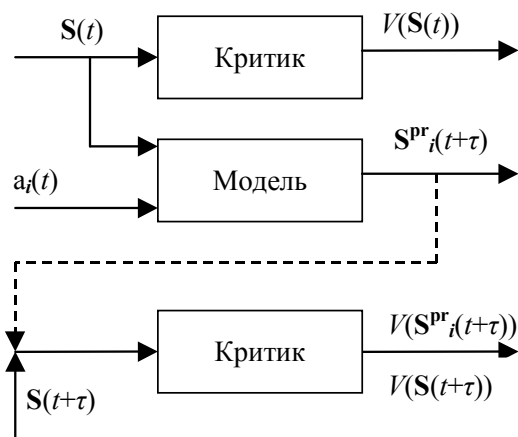 S(t)
V(S(t))
Критик
S^pr_i(t+τ)
a_i(t)
Модель
V(S^pr_i(t+τ))
Критик
S(t+τ)
V(S(t+τ))